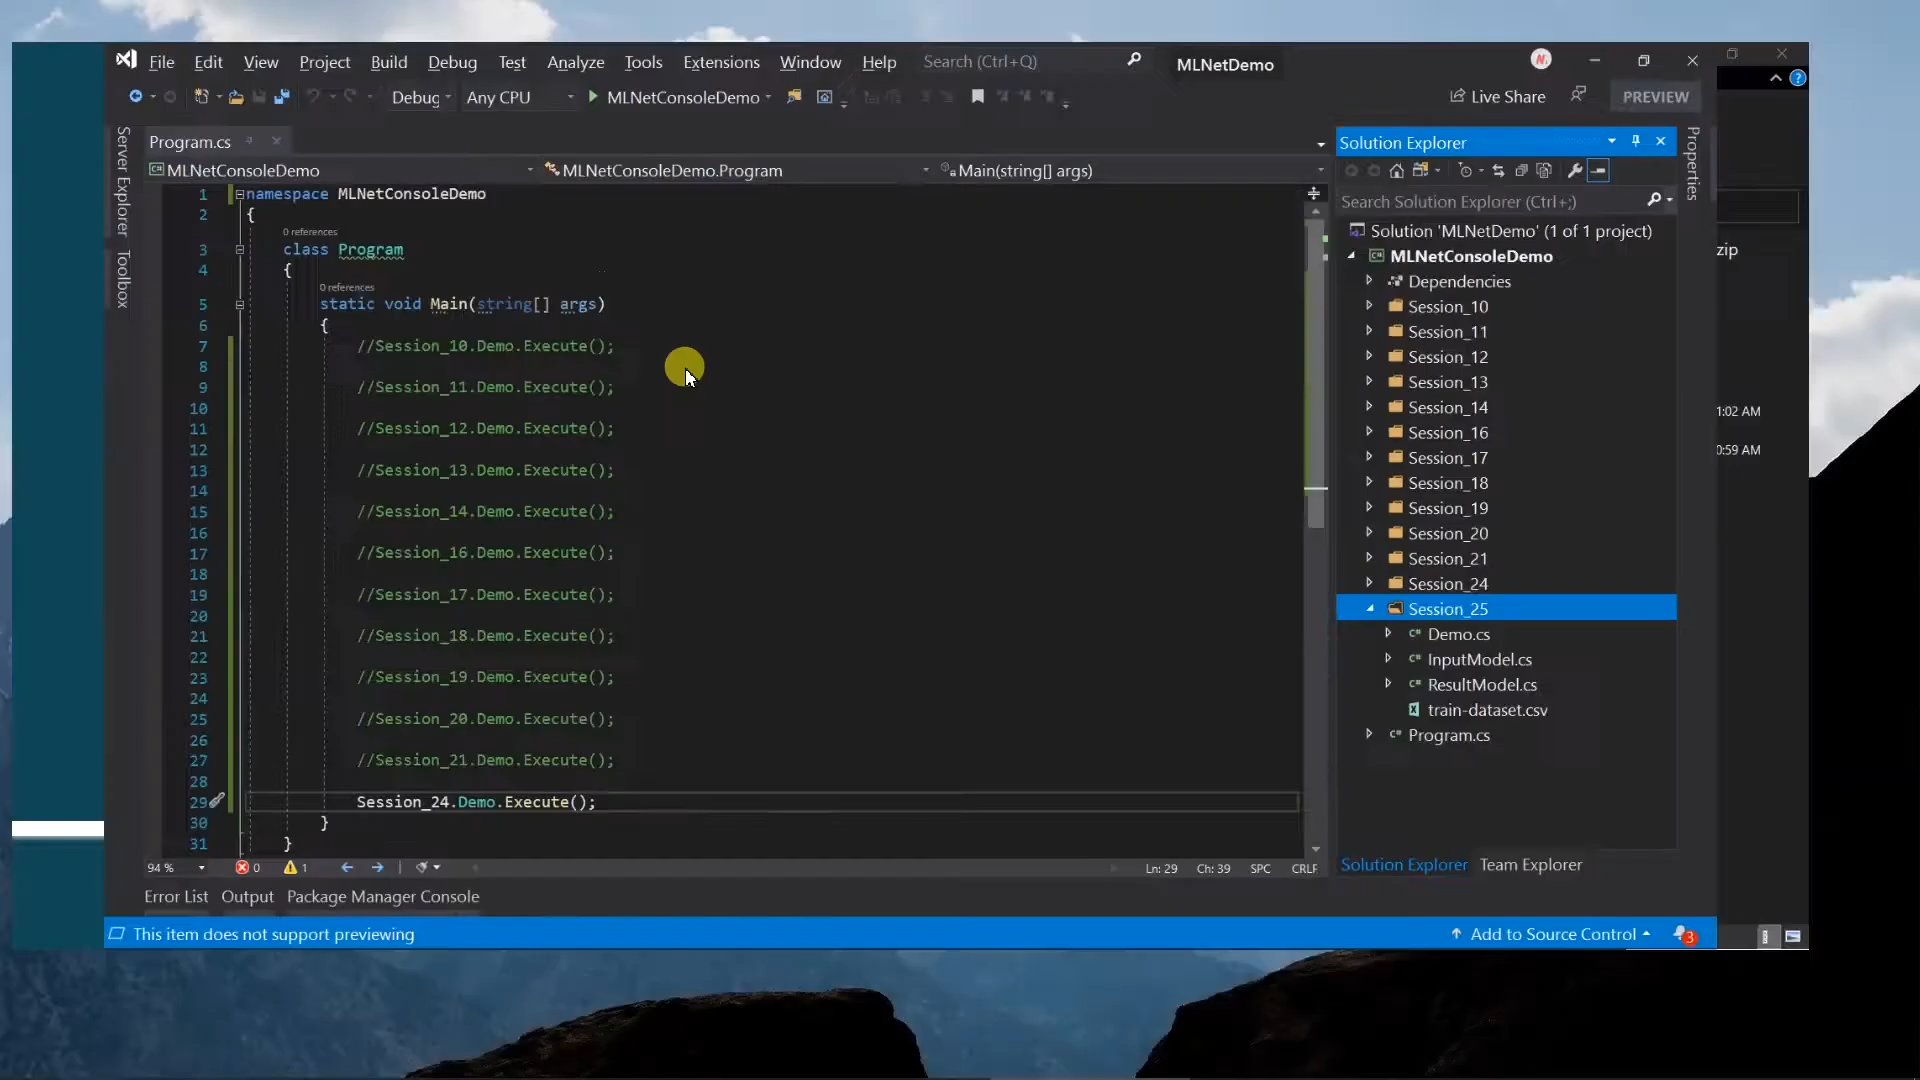 File Edit View Project Build Debug Test Analyze Tools Extensions Window Help Search (Ctrl+Q) MLNetDemo
Debug Any CPU MLNetConsoleDemo Live Share PREVIEW
Server Explorer
Toolbox
Program.cs
MLNetConsoleDemo MLNetConsoleDemo.Program Main(string[] args)
1 namespace MLNetConsoleDemo
2 {
0 references
3 class Program
4 {
0 references
5 static void Main(string[] args)
6 {
7 //Session_10.Demo.Execute();
8
9 //Session_11.Demo.Execute();
10
11 //Session_12.Demo.Execute();
12
13 //Session_13.Demo.Execute();
14
15 //Session_14.Demo.Execute();
16
17 //Session_16.Demo.Execute();
18
19 //Session_17.Demo.Execute();
20
21 //Session_18.Demo.Execute();
22
23 //Session_19.Demo.Execute();
24
25 //Session_20.Demo.Execute();
26
27 //Session_21.Demo.Execute();
28
29 Session_24.Demo.Execute();
30 }
31 }
94 % 0 1 Ln: 29 Ch: 39 SPC CRLF
Error List Output Package Manager Console
This item does not support previewing Add to Source Control 3
Solution Explorer
Search Solution Explorer (Ctrl+;)
Solution 'MLNetDemo' (1 of 1 project)
MLNetConsoleDemo
Dependencies
Session_10
Session_11
Session_12
Session_13
Session_14
Session_16
Session_17
Session_18
Session_19
Session_20
Session_21
Session_24
Session_25
C# Demo.cs
C# InputModel.cs
C# ResultModel.cs
train-dataset.csv
C# Program.cs
Solution Explorer Team Explorer
Properties
zip
1:02 AM
0:59 AM